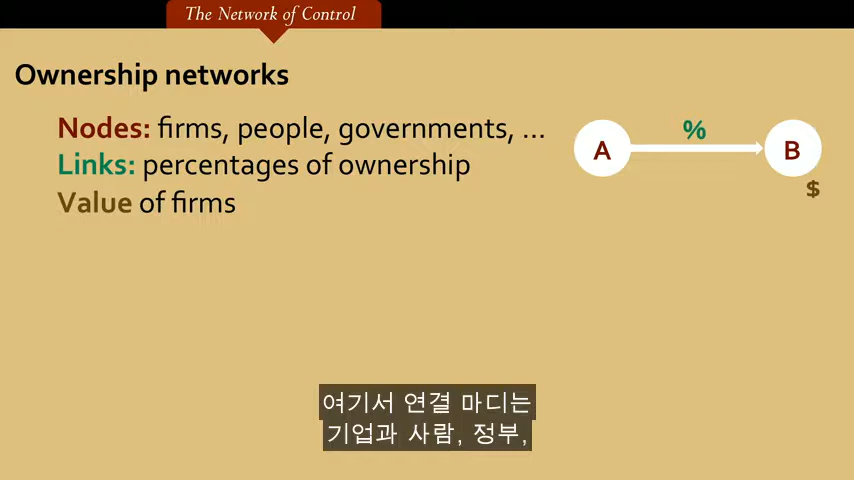 The Network of Control
Ownership networks
Nodes: firms, people, governments, ...
Links: percentages of ownership
Value of firms
%
A
B
$
여기서 연결 마디는
기업과 사람, 정부,